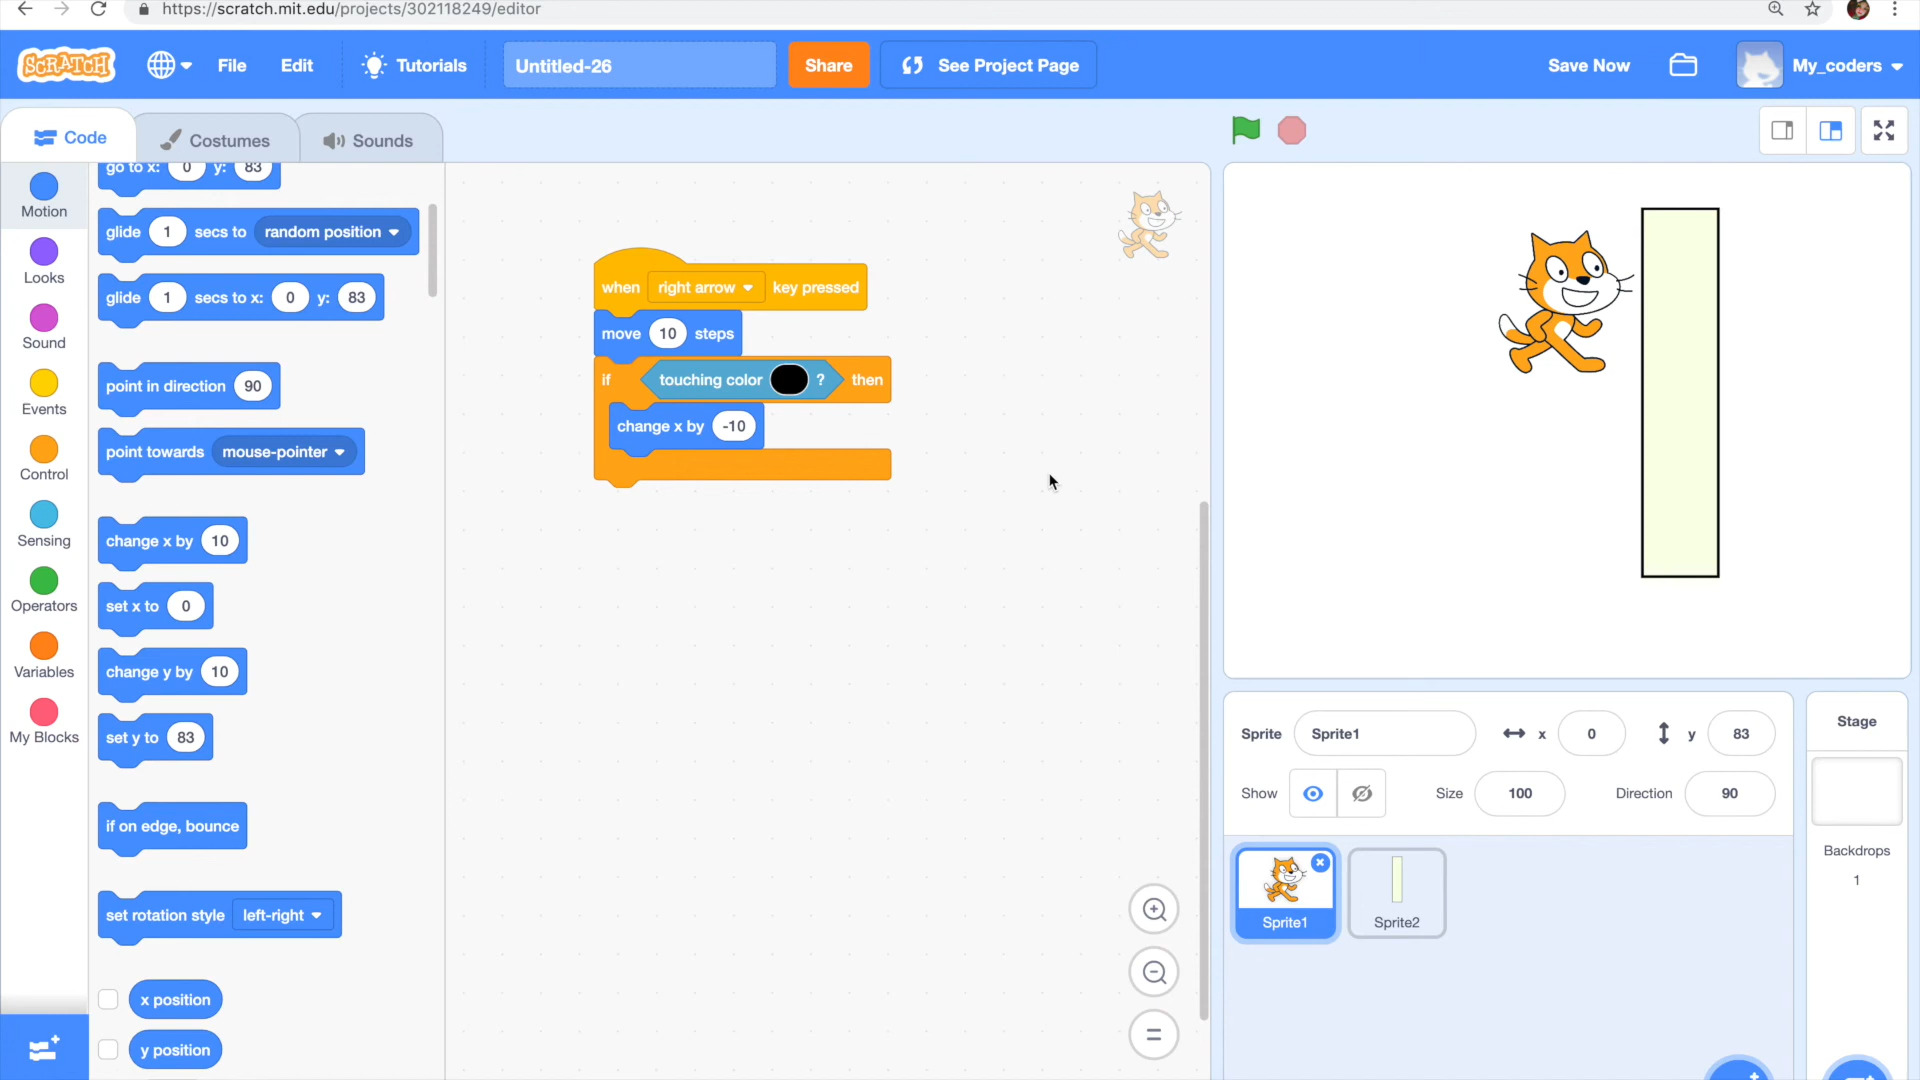 https://scratch.mit.edu/projects/302118249/editor
SCRATCH
File
Edit
Tutorials
Untitled-26
Share
See Project Page
Save Now
My_coders
Code
Costumes
Sounds
Motion
Looks
Sound
Events
Control
Sensing
Operators
Variables
My Blocks
go to x: 0 y: 83
glide 1 secs to random position
glide 1 secs to x: 0 y: 83
point in direction 90
point towards mouse-pointer
change x by 10
set x to 0
change y by 10
set y to 83
if on edge, bounce
set rotation style left-right
x position
y position
when right arrow key pressed
move 10 steps
if touching color ? then
change x by -10
Sprite Sprite1 x 0 y 83
Show Size 100 Direction 90
Sprite1
Sprite2
Stage
Backdrops
1